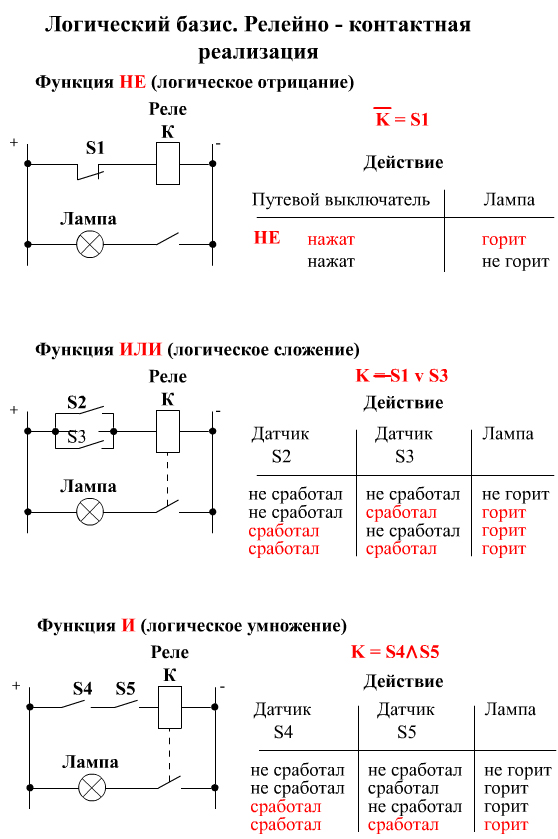 Логический базис. Релейно - контактная
реализация
Функция НЕ (логическое отрицание)
Реле
K
+
-
S1
Лампа
K̅ = S1
Действие
Путевой выключатель Лампа
НЕ нажат горит
нажат не горит
Функция ИЛИ (логическое сложение)
Реле
K
+
-
S2
S3
Лампа
K = S1 v S3
Действие
Датчик Датчик Лампа
S2 S3
не сработал не сработал не горит
не сработал сработал горит
сработал не сработал горит
сработал сработал горит
Функция И (логическое умножение)
Реле
K
+
-
S4 S5
Лампа
K = S4∧S5
Действие
Датчик Датчик Лампа
S4 S5
не сработал не сработал не горит
не сработал сработал горит
сработал не сработал горит
сработал сработал горит